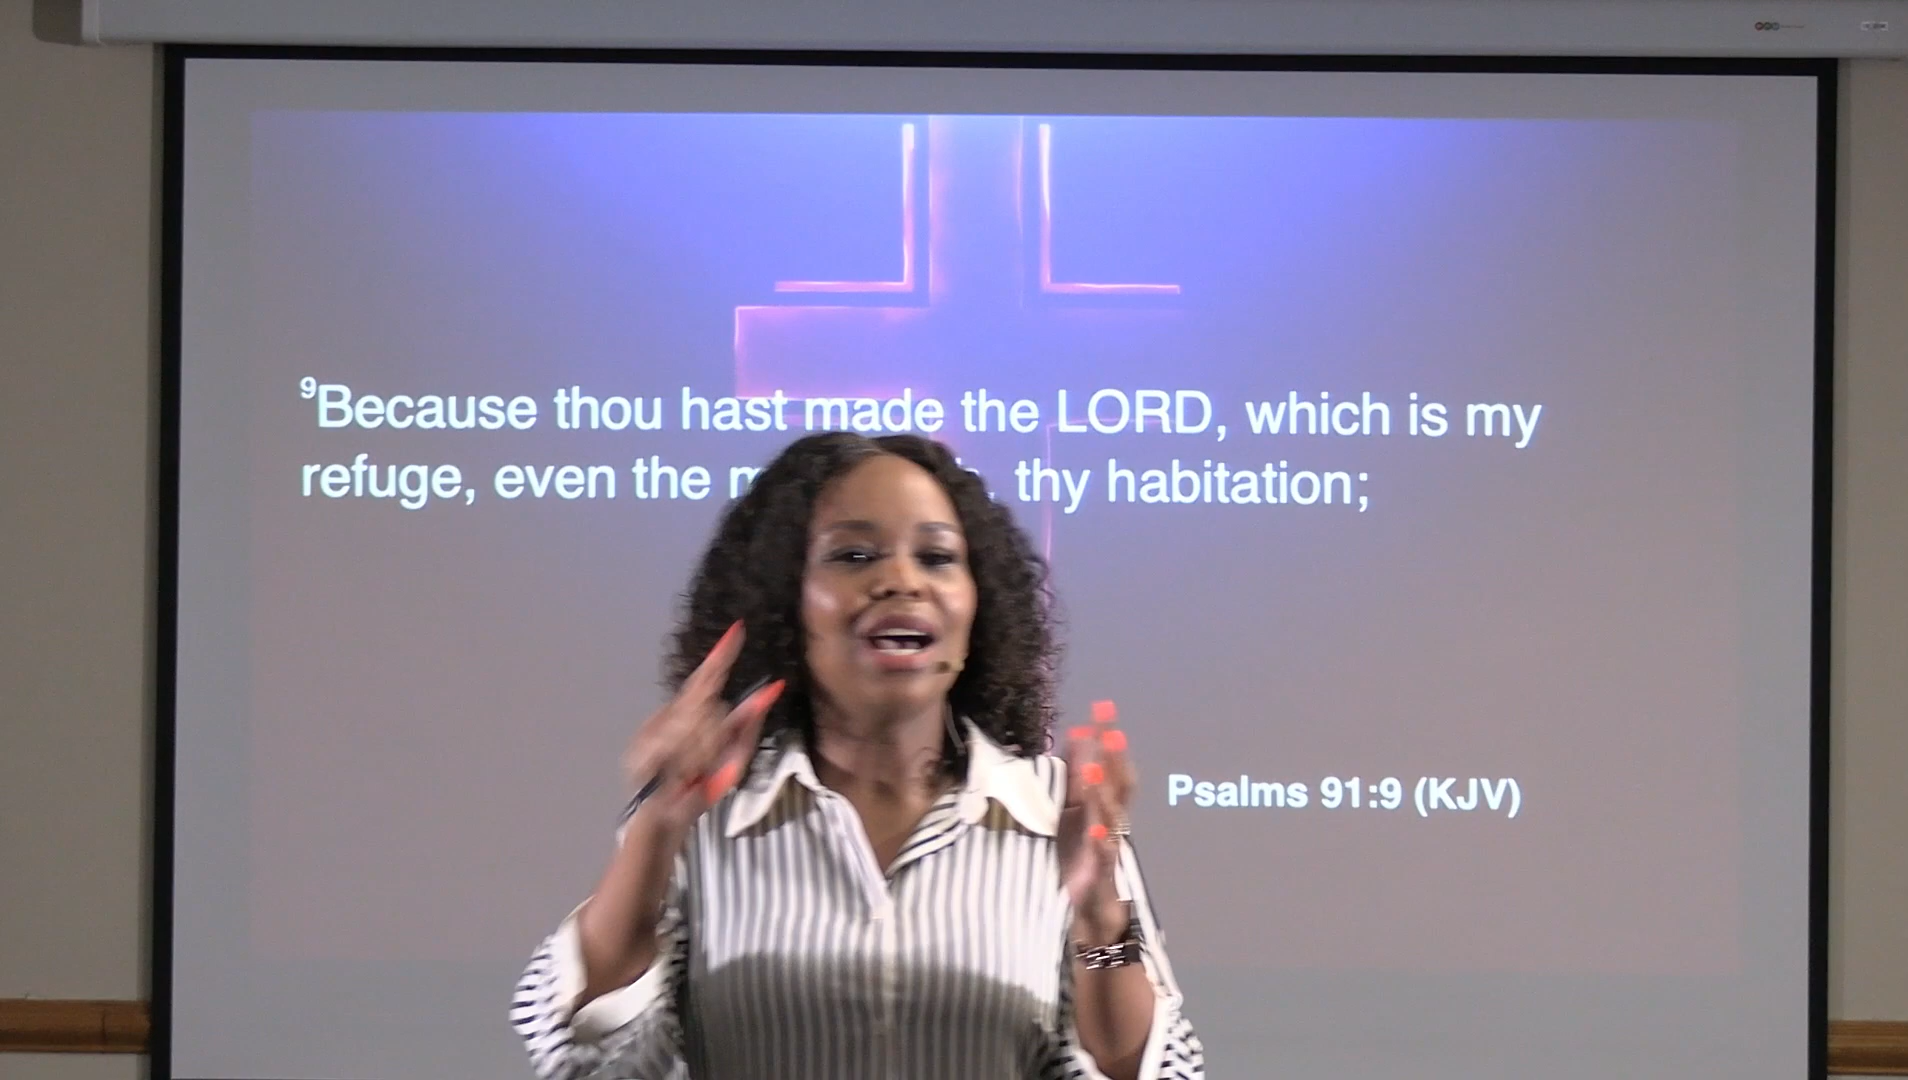 9Because thou hast made the LORD, which is my
refuge, even the thy habitation;
Psalms 91:9 (KJV)